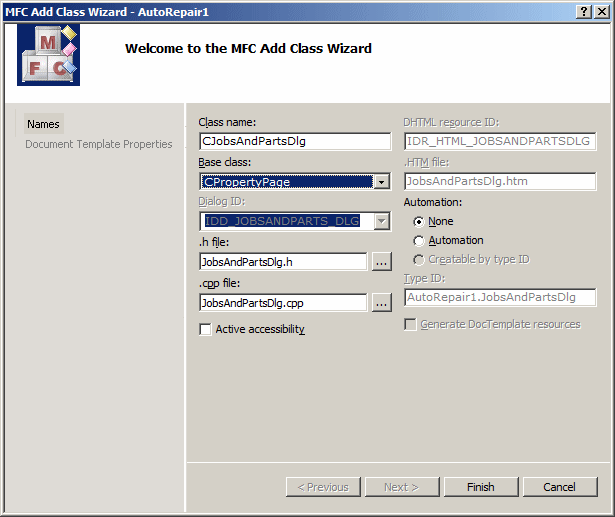 MFC Add Class Wizard - AutoRepair1
M
F C
Welcome to the MFC Add Class Wizard
Names
Document Template Properties
Class name:
CJobsAndPartsDlg
Base class:
CPropertyPage
Dialog ID:
IDD_JOBSANDPARTS_DLG
.h file:
JobsAndPartsDlg.h
...
.cpp file:
JobsAndPartsDlg.cpp
...
Active accessibility
DHTML resource ID:
IDR_HTML_JOBSANDPARTSDLG
.HTM file:
JobsAndPartsDlg.htm
Automation:
None
Automation
Creatable by type ID
Type ID:
AutoRepair1.JobsAndPartsDlg
Generate DocTemplate resources
< Previous
Next >
Finish
Cancel